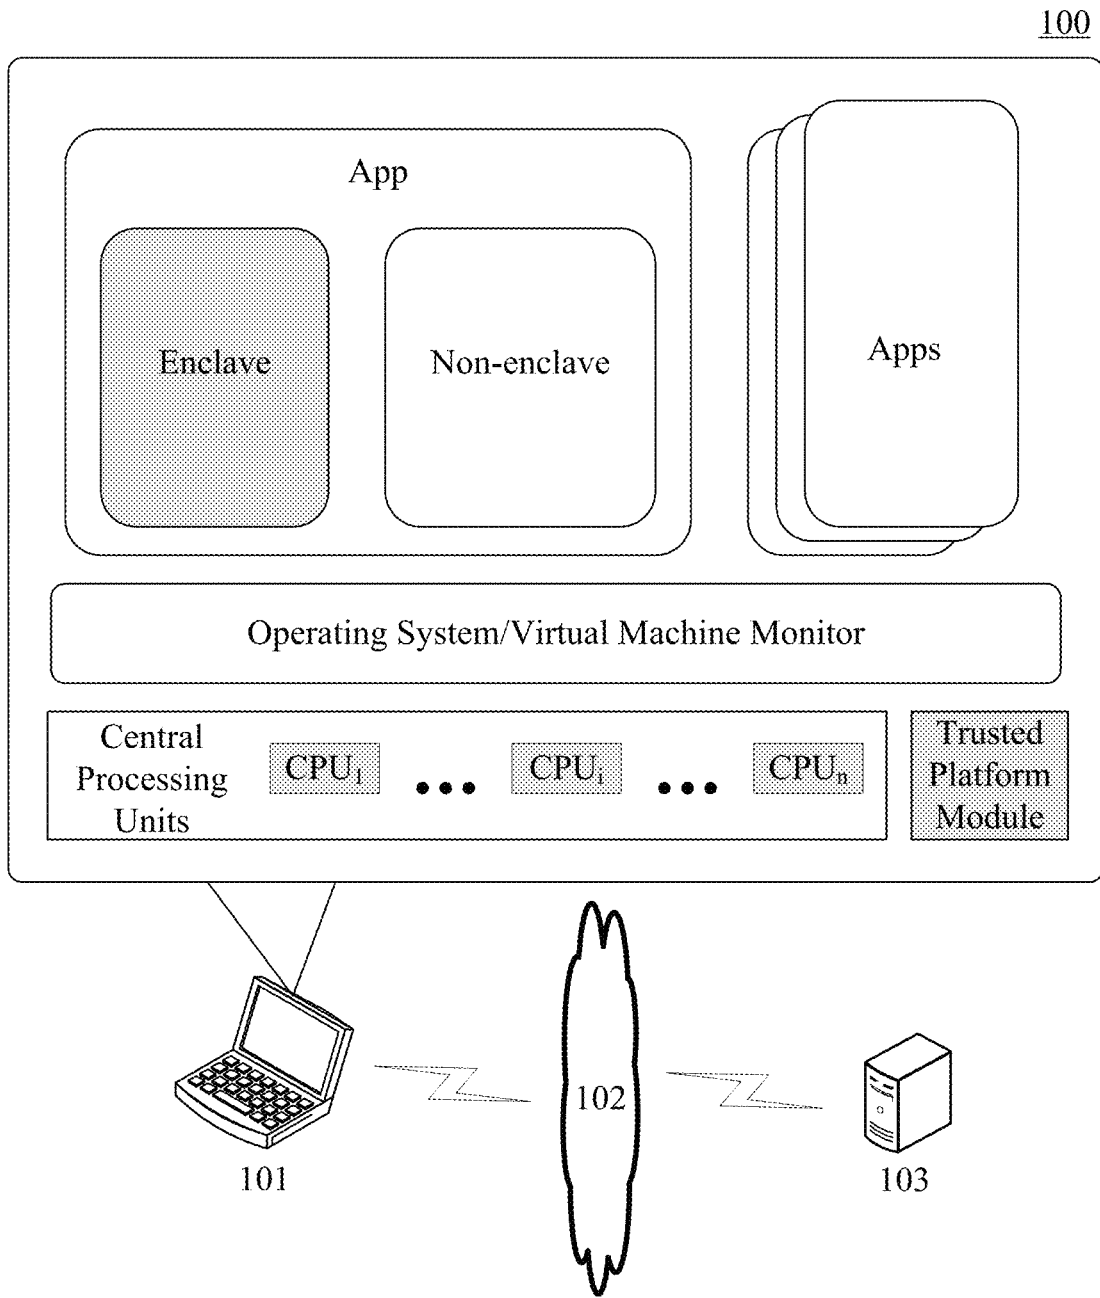 100
App
Enclave
Non-enclave
Apps
Operating System/Virtual Machine Monitor
Central
Processing
Units
CPU₁
CPUᵢ
CPUₙ
Trusted
Platform
Module
101
102
103